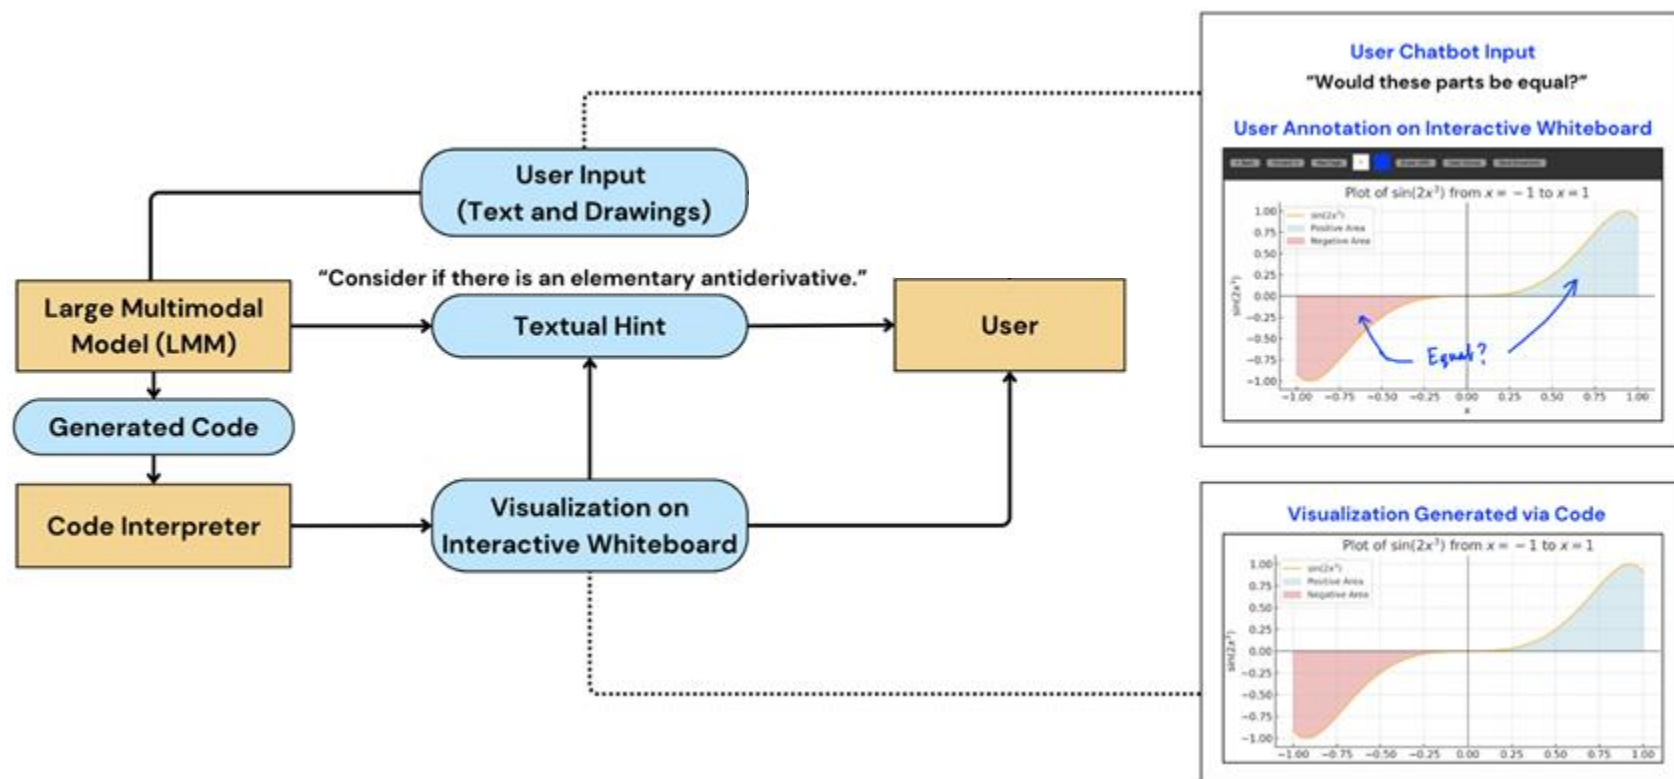 User Input
(Text and Drawings)
“Consider if there is an elementary antiderivative.”
Large Multimodal
Model (LMM)
Textual Hint
User
Generated Code
Code Interpreter
Visualization on
Interactive Whiteboard
User Chatbot Input
“Would these parts be equal?”
User Annotation on Interactive Whiteboard
Plot of sin(2x³) from x = −1 to x = 1
sin(2x³)
Positive Area
Negative Area
1.00
0.75
0.50
0.25
0.00
−0.25
−0.50
−0.75
−1.00
sin(2x³)
Equal?
−1.00 −0.75 −0.50 −0.25 0.00 0.25 0.50 0.75 1.00
x
Visualization Generated via Code
Plot of sin(2x³) from x = −1 to x = 1
sin(2x³)
Positive Area
Negative Area
1.00
0.75
0.50
0.25
0.00
−0.25
−0.50
−0.75
−1.00
sin(2x³)
−1.00 −0.75 −0.50 −0.25 0.00 0.25 0.50 0.75 1.00